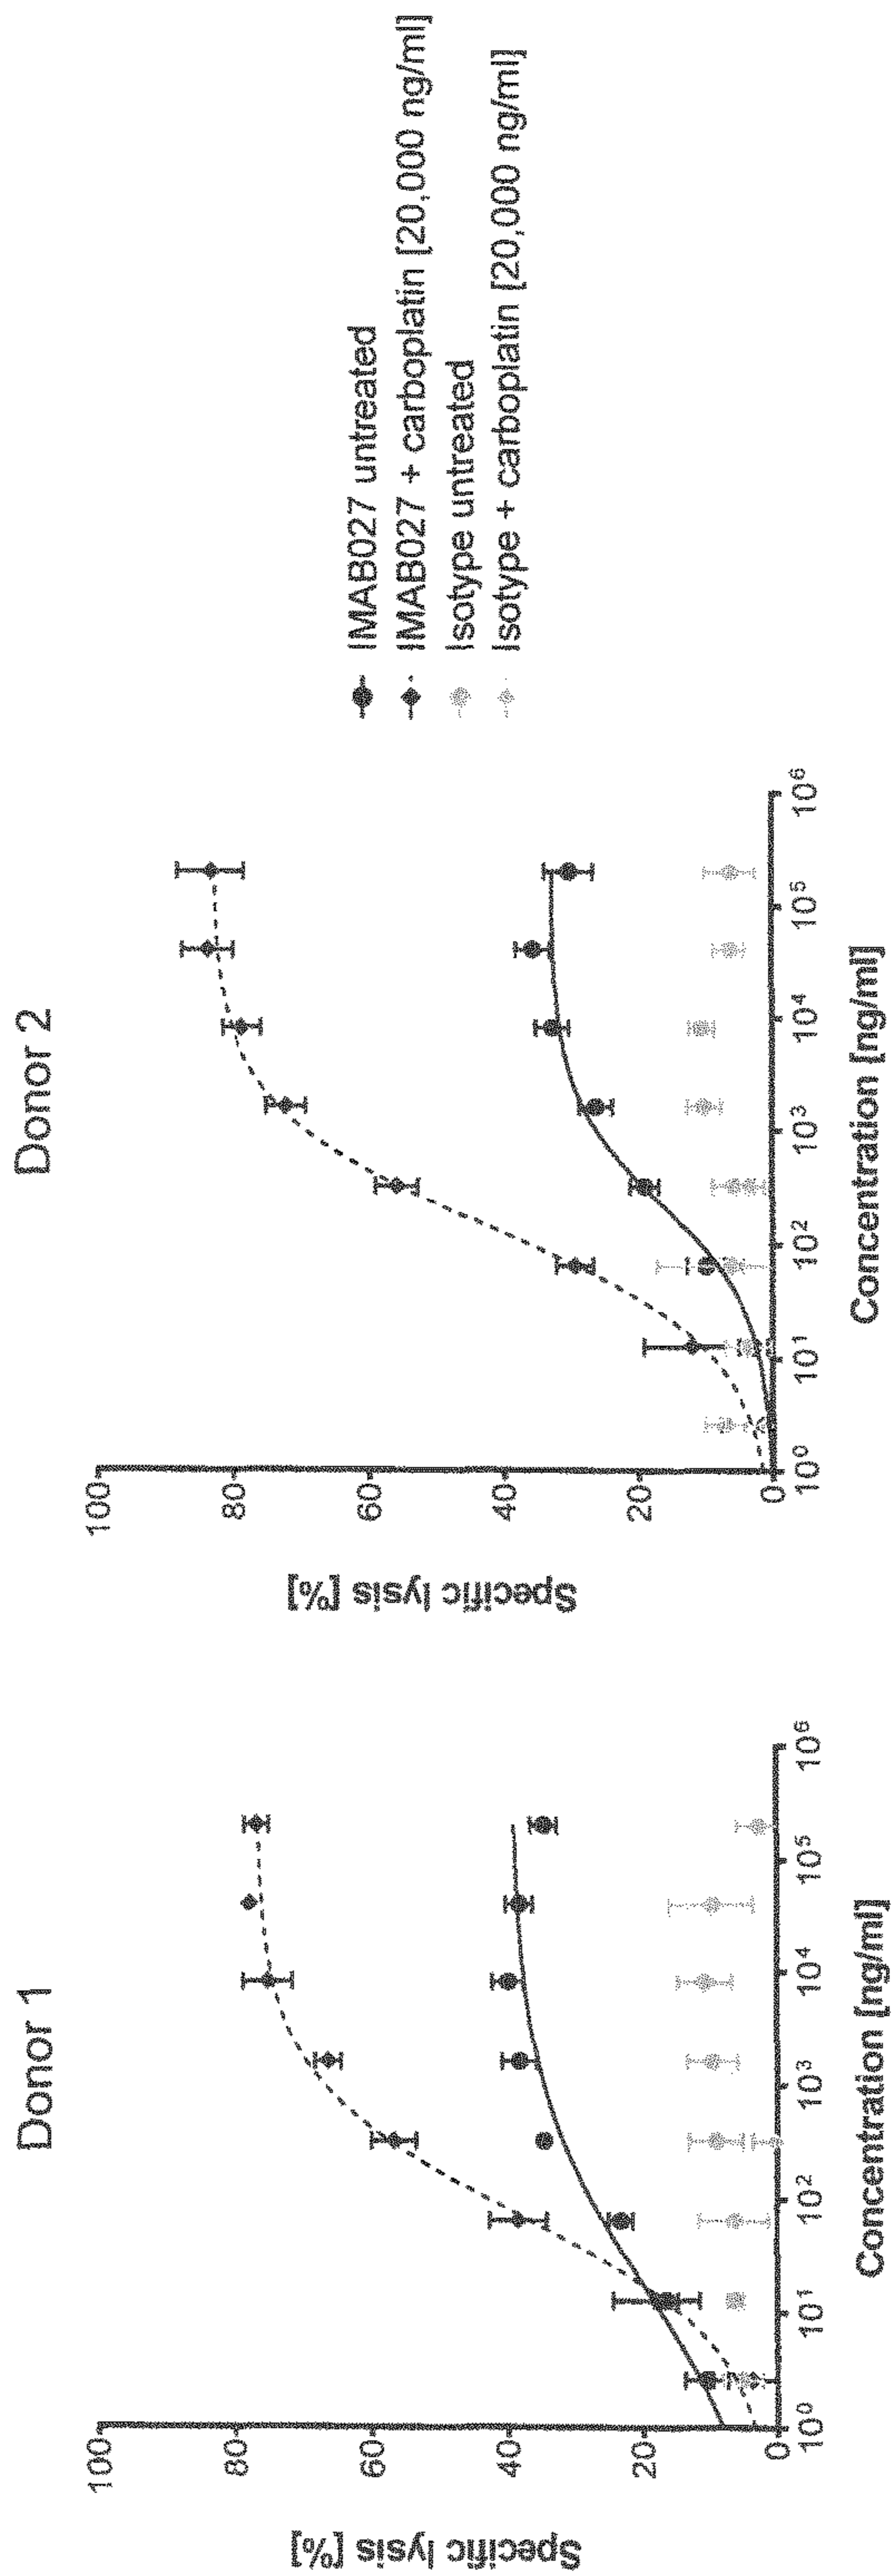 Donor 1
Specific lysis [%]
100
80
60
40
20
0
10⁰
10¹
10²
10³
10⁴
10⁵
10⁶
Concentration [ng/ml]
Donor 2
Specific lysis [%]
100
80
60
40
20
0
10⁰
10¹
10²
10³
10⁴
10⁵
10⁶
Concentration [ng/ml]
IMAB027 untreated
IMAB027 + carboplatin [20,000 ng/ml]
Isotype untreated
Isotype + carboplatin [20,000 ng/ml]